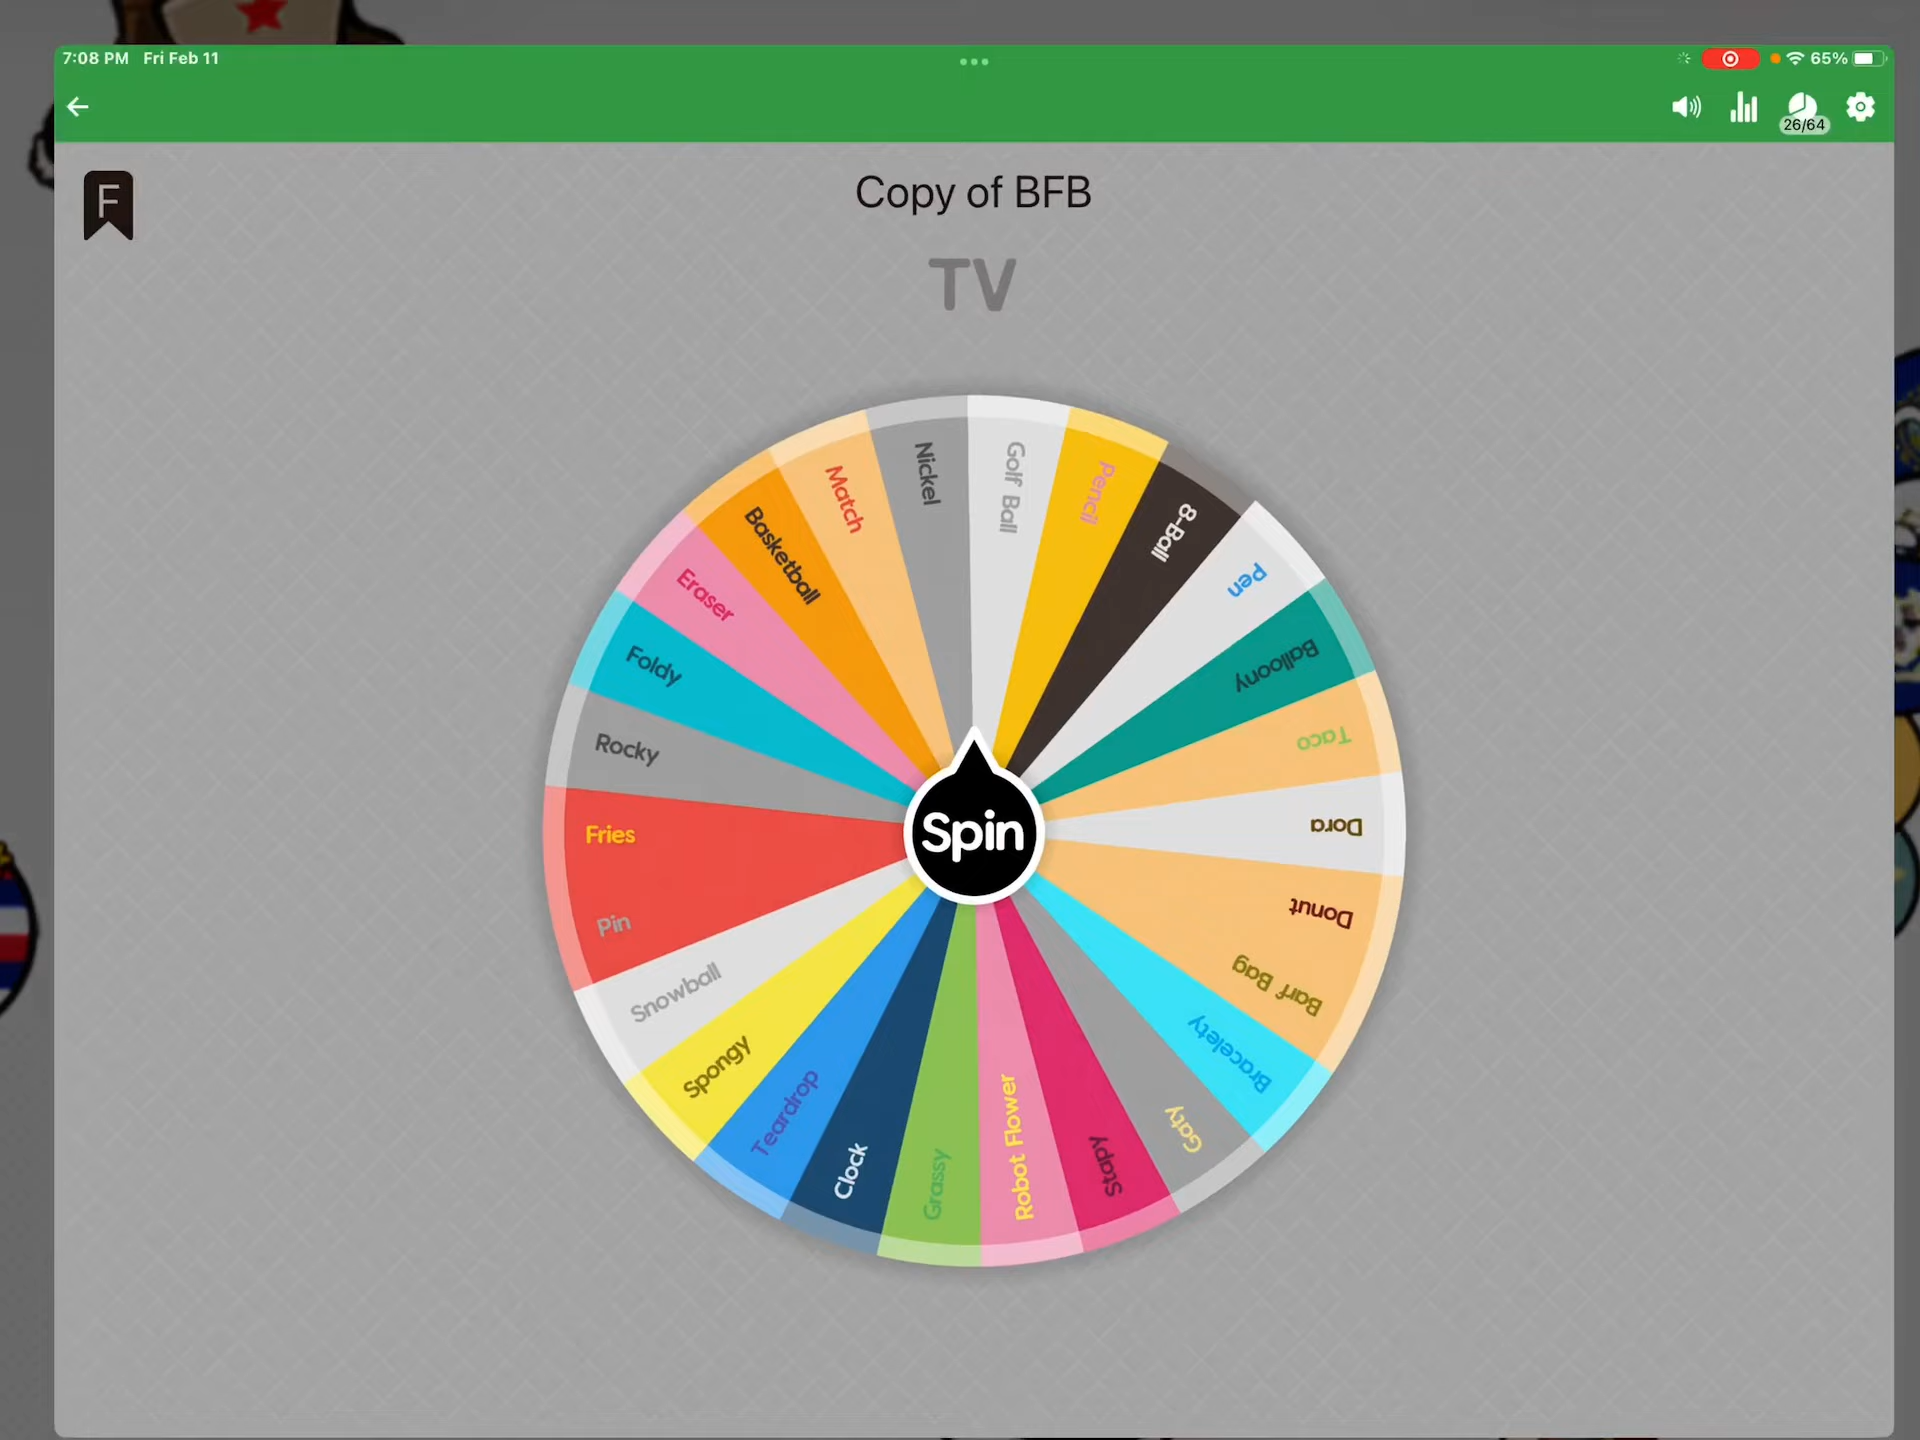 7:08 PM Fri Feb 11
65%
26/64
F
Copy of BFB
TV
Nickel
Golf Ball
Pencil
8-Ball
Pen
Balloony
Taco
Dora
Donut
Barf Bag
Bracelety
Gaty
Stapy
Robot Flower
Grassy
Clock
Teardrop
Spongy
Snowball
Pin
Fries
Rocky
Foldy
Eraser
Basketball
Match
Spin